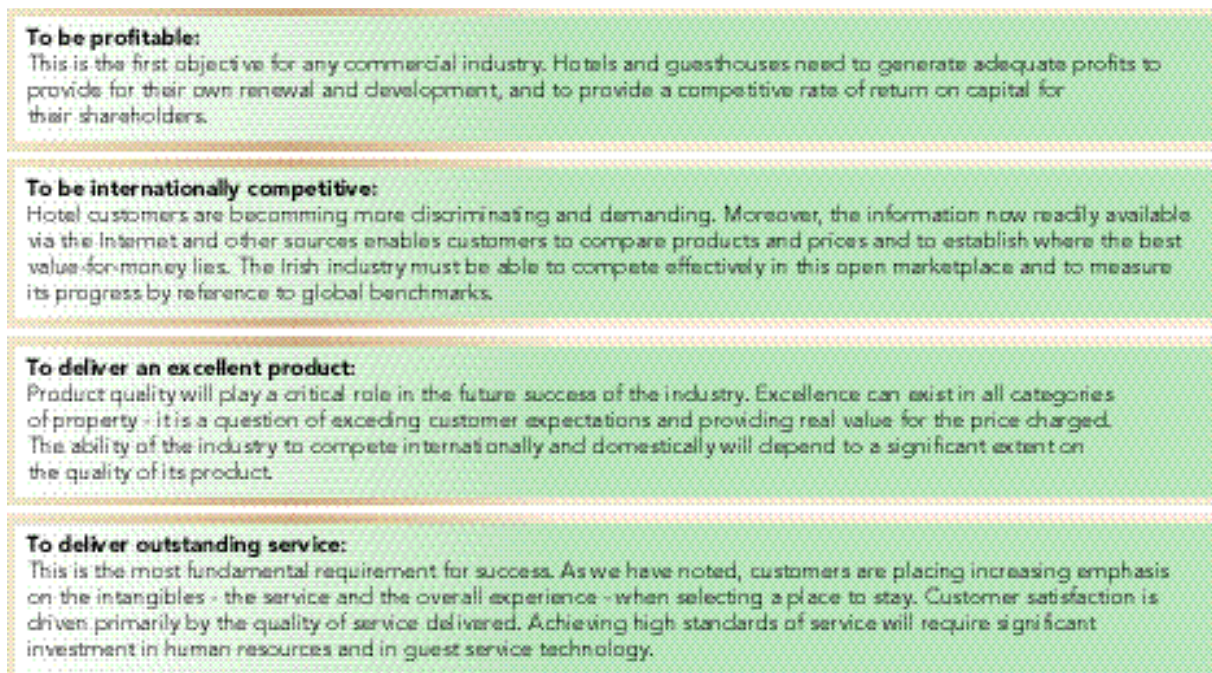 To be profitable:
This is the first objective for any commercial industry. Hotels and guesthouses need to generate adequate profits to
provide for their own renewal and development, and to provide a competitive rate of return on capital for
their shareholders.
To be internationally competitive:
Hotel customers are becomming more discriminating and demanding. Moreover, the information now readily available
via the Internet and other sources enables customers to compare products and prices and to establish where the best
value-for-money lies. The Irish industry must be able to compete effectively in this open marketplace and to measure
its progress by reference to global benchmarks.
To deliver an excellent product:
Product quality will play a critical role in the future success of the industry. Excellence can exist in all categories
of property - it is a question of exceding customer expectations and providing real value for the price charged.
The ability of the industry to compete internationally and domestically will depend to a significant extent on
the quality of its product.
To deliver outstanding service:
This is the most fundamental requirement for success. As we have noted, customers are placing increasing emphasis
on the intangibles - the service and the overall experience - when selecting a place to stay. Customer satisfaction is
driven primarily by the quality of service delivered. Achieving high standards of service will require significant
investment in human resources and in guest service technology.